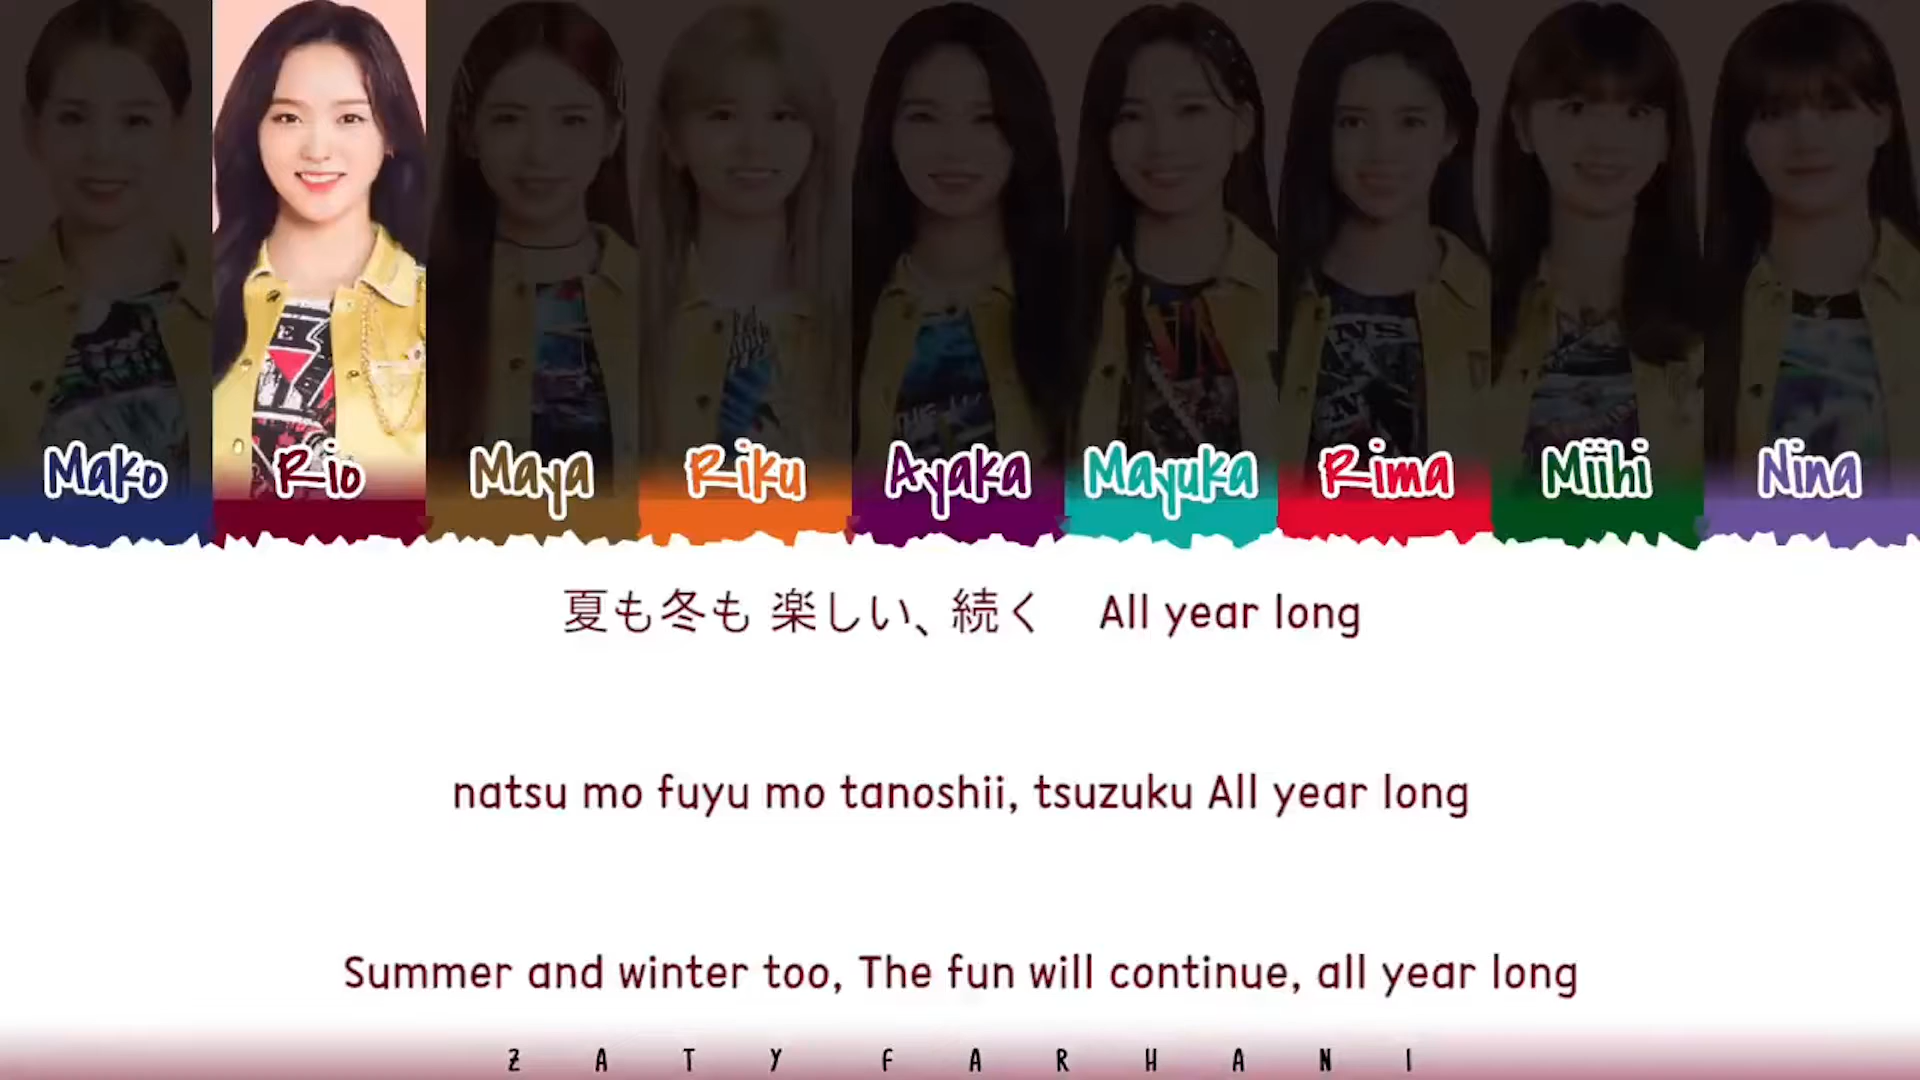 Mako Rio Maya Riku Ayaka Mayuka Rima Miihi Nina
夏も冬も 楽しい、続く All year long
natsu mo fuyu mo tanoshii, tsuzuku All year long
Summer and winter too, The fun will continue, all year long
ZATY FARHANI